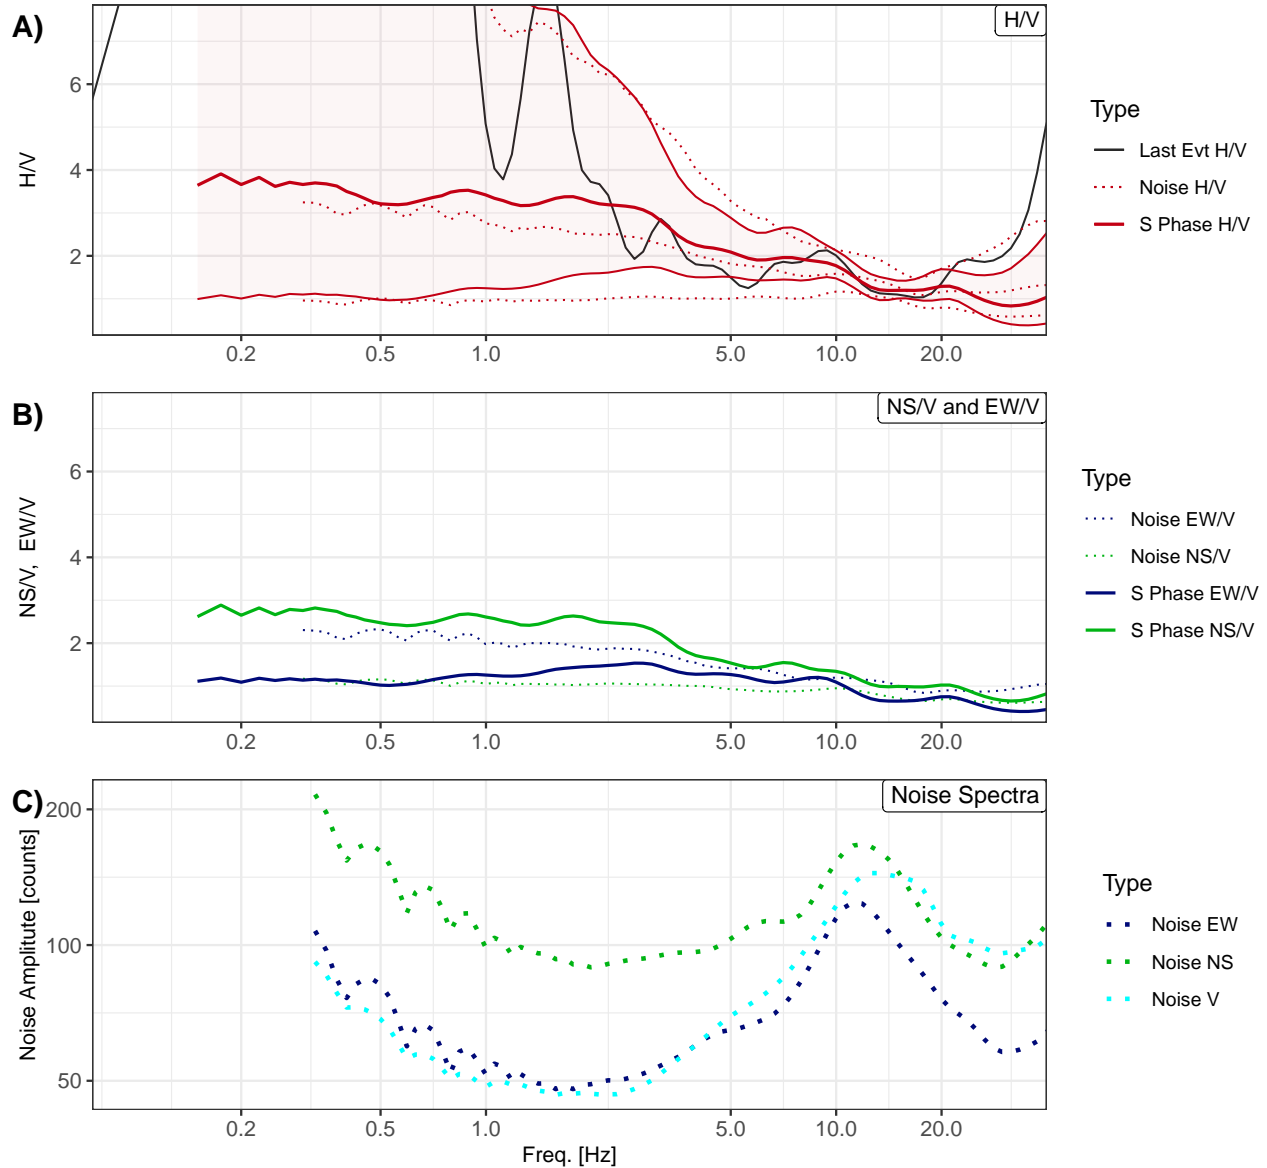 A)
H/V
6
4
2
H/V
0.2 0.5 1.0 5.0 10.0 20.0
Type
Last Evt H/V
Noise H/V
S Phase H/V
B)
NS/V and EW/V
6
4
2
NS/V, EW/V
0.2 0.5 1.0 5.0 10.0 20.0
Type
Noise EW/V
Noise NS/V
S Phase EW/V
S Phase NS/V
C)
Noise Spectra
200
100
50
Noise Amplitute [counts]
0.2 0.5 1.0 5.0 10.0 20.0
Freq. [Hz]
Type
Noise EW
Noise NS
Noise V